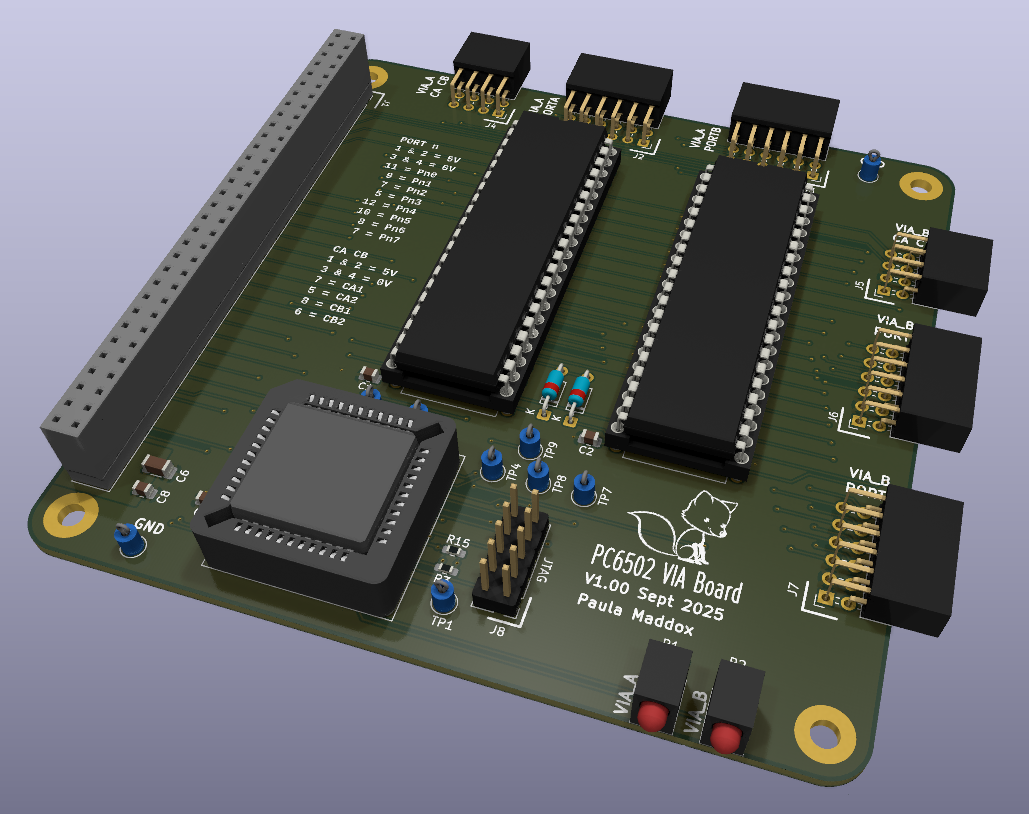 VIA_A
CA CB
J4
J2
VIA_A
PORTB
PORT n
1 & 2 = 5V
3 & 4 = 0V
11 = Pn0
9 = Pn1
7 = Pn2
5 = Pn3
12 = Pn4
10 = Pn5
8 = Pn6
7 = Pn7
CA CB
1 & 2 = 5V
3 & 4 = 0V
7 = CA1
5 = CA2
8 = CB1
6 = CB2
VIA_B
J5
VIA_B
J6
VIA_B
J7
K
K
C2
TP9
TP4
TP8
TP7
C6
C8
GND
R15
TP1
JTAG
J8
PC6502 VIA Board
V1.00 Sept 2025
Paula Maddox
VIA_A
VIA_B